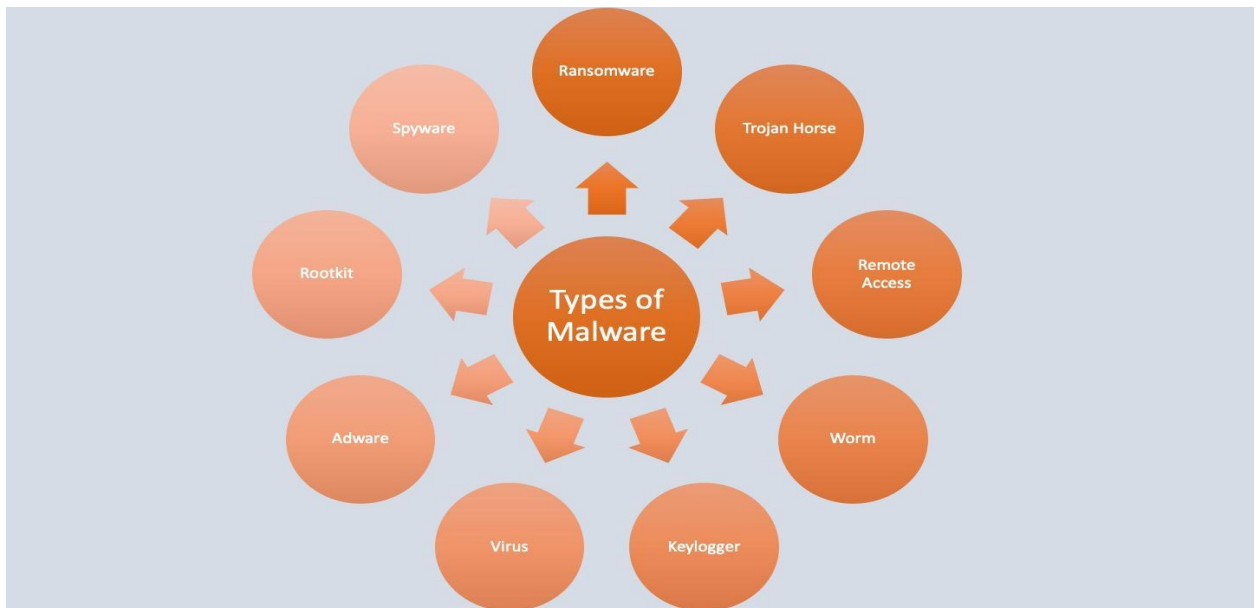 Types of
Malware
Ransomware
Trojan Horse
Remote
Access
Worm
Keylogger
Virus
Adware
Rootkit
Spyware